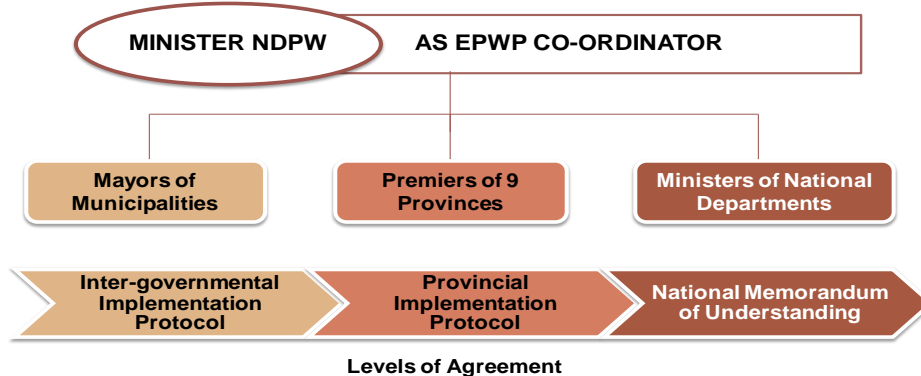 MINISTER NDPW AS EPWP CO-ORDINATOR
Mayors of
Municipalities
Premiers of 9
Provinces
Ministers of National
Departments
Inter-governmental
Implementation
Protocol
Provincial
Implementation
Protocol
National Memorandum
of Understanding
Levels of Agreement